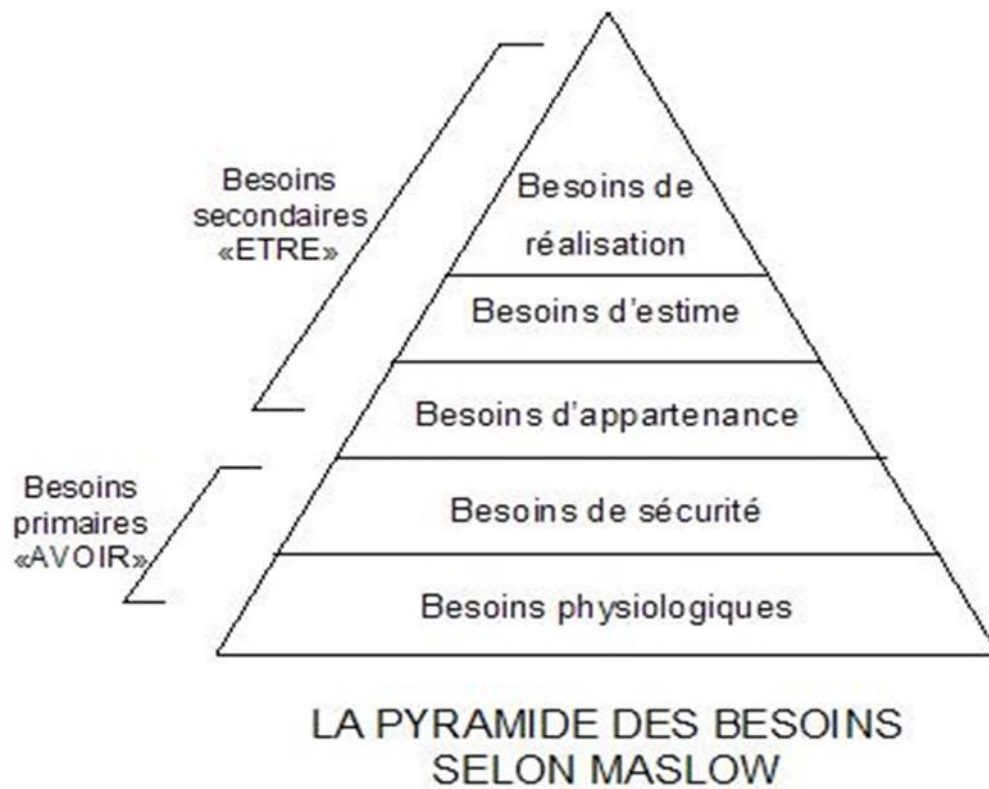 Besoins
secondaires
«ETRE»
Besoins de
réalisation
Besoins d'estime
Besoins d'appartenance
Besoins
primaires
«AVOIR»
Besoins de sécurité
Besoins physiologiques
LA PYRAMIDE DES BESOINS
SELON MASLOW